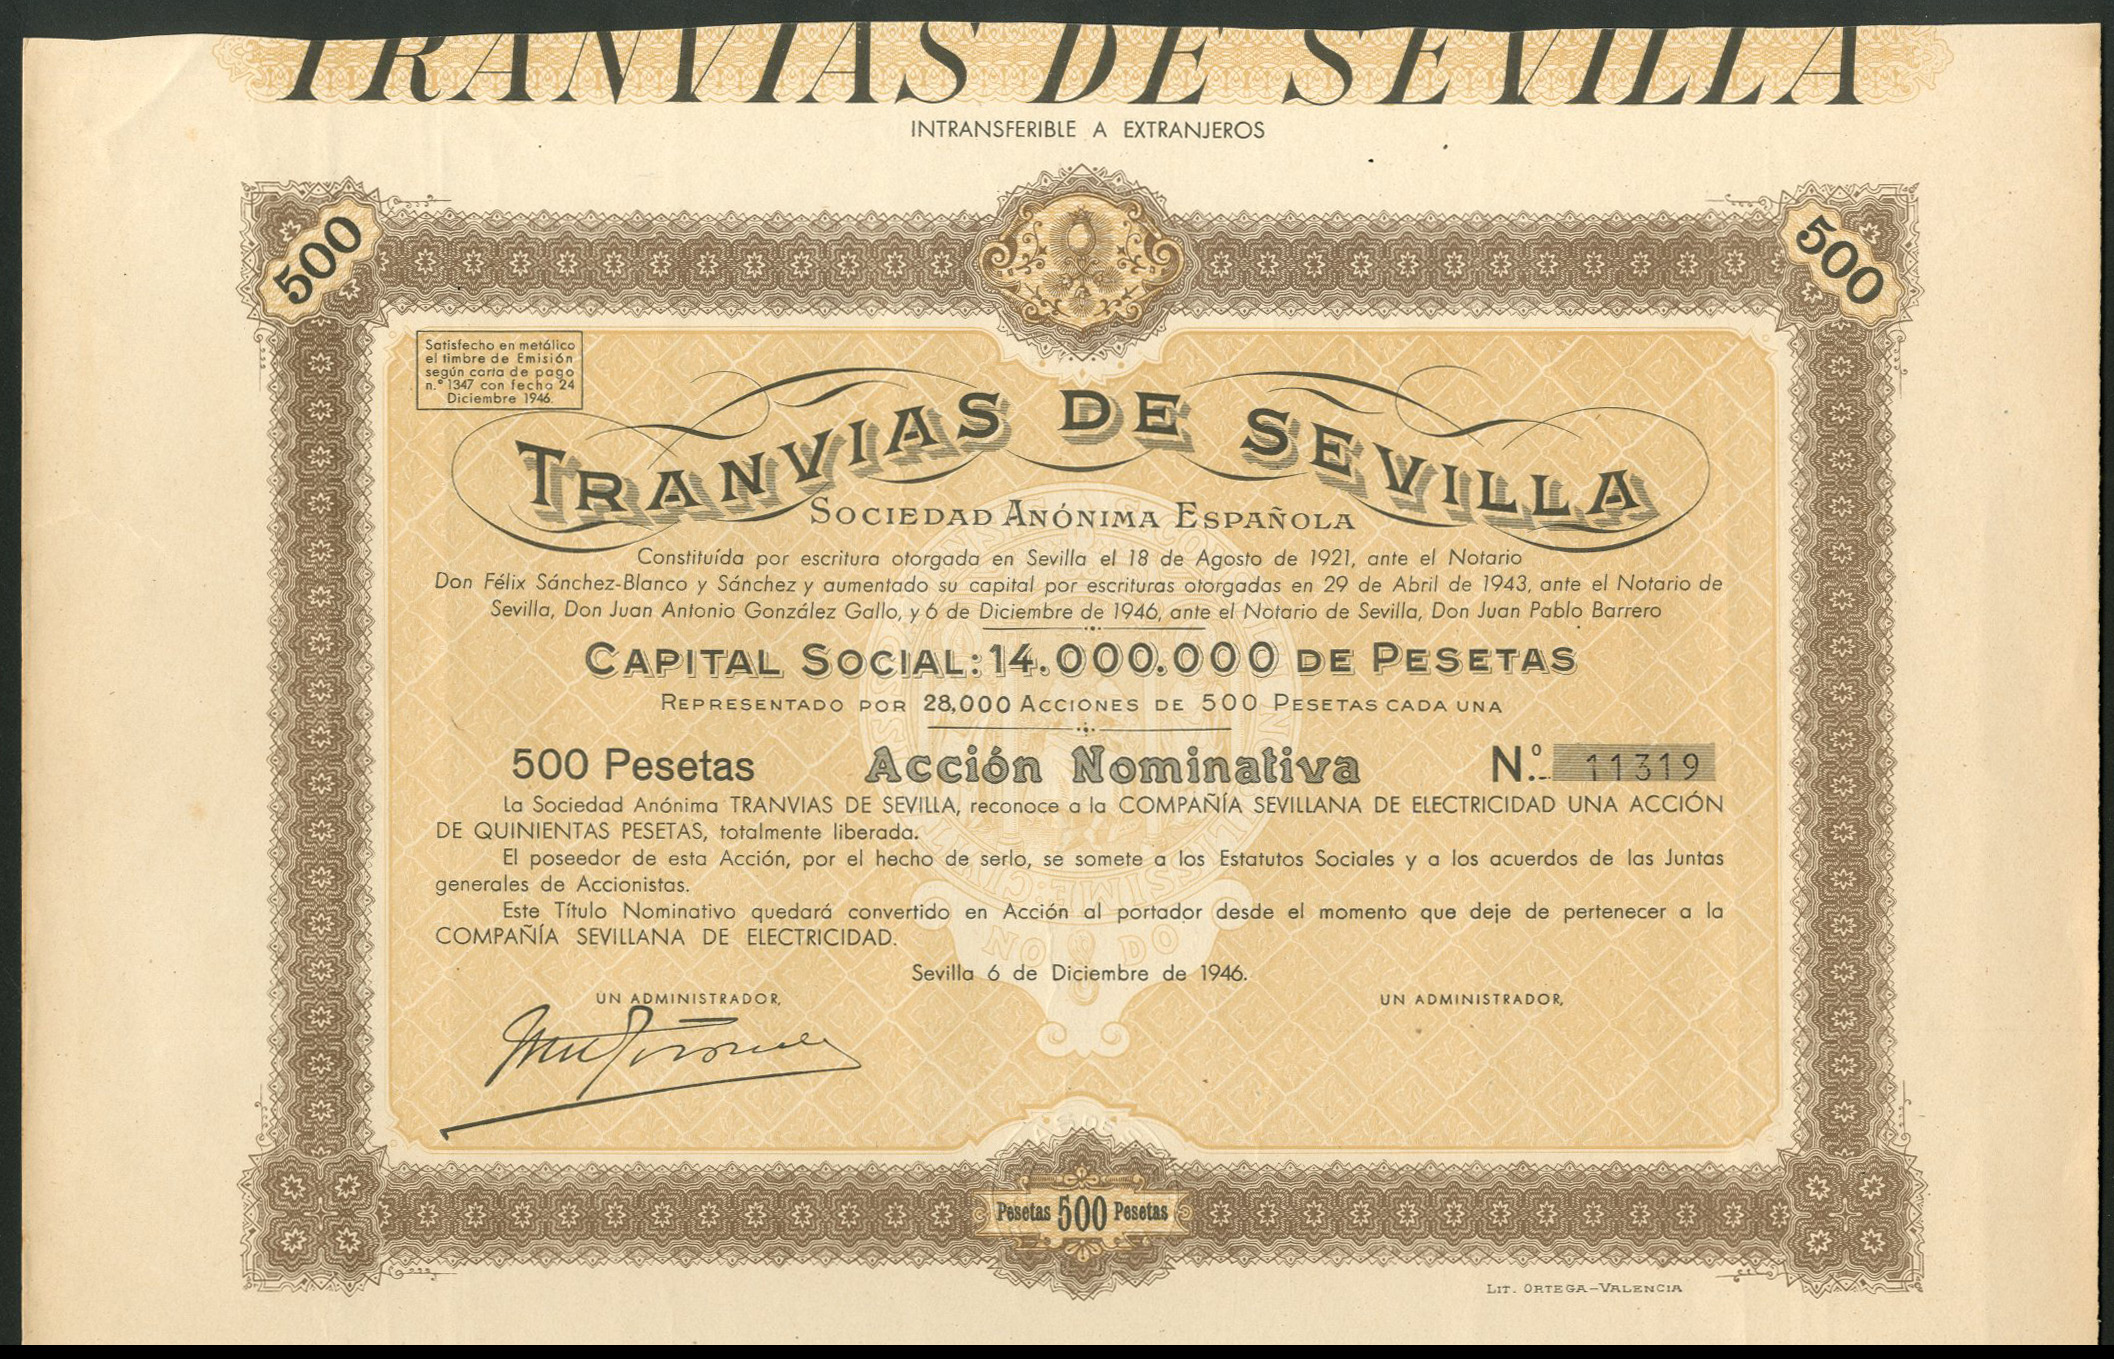 TRANVIAS DE SEVILLA
INTRANSFERIBLE A EXTRANJEROS
500
500
Satisfecho en metálico
el timbre de Emisión
según carta de pago
n.º 1347 con fecha 24
Diciembre 1946.
TRANVIAS DE SEVILLA
SOCIEDAD ANÓNIMA ESPAÑOLA
Constituída por escritura otorgada en Sevilla el 18 de Agosto de 1921, ante el Notario
Don Félix Sánchez-Blanco y Sánchez y aumentado su capital por escrituras otorgadas en 29 de Abril de 1943, ante el Notario de
Sevilla, Don Juan Antonio González Gallo, y 6 de Diciembre de 1946, ante el Notario de Sevilla, Don Juan Pablo Barrero
CAPITAL SOCIAL: 14.000.000 DE PESETAS
REPRESENTADO POR 28,000 ACCIONES DE 500 PESETAS CADA UNA
500 Pesetas Acción Nominativa N.º 11319
La Sociedad Anónima TRANVIAS DE SEVILLA, reconoce a la COMPAÑÍA SEVILLANA DE ELECTRICIDAD UNA ACCIÓN
DE QUINIENTAS PESETAS, totalmente liberada.
El poseedor de esta Acción, por el hecho de serlo, se somete a los Estatutos Sociales y a los acuerdos de las Juntas
generales de Accionistas.
Este Título Nominativo quedará convertido en Acción al portador desde el momento que deje de pertenecer a la
COMPAÑÍA SEVILLANA DE ELECTRICIDAD.
NO 8 DO
Sevilla 6 de Diciembre de 1946.
UN ADMINISTRADOR,
UN ADMINISTRADOR,
Pesetas 500 Pesetas
LIT. ORTEGA-VALENCIA